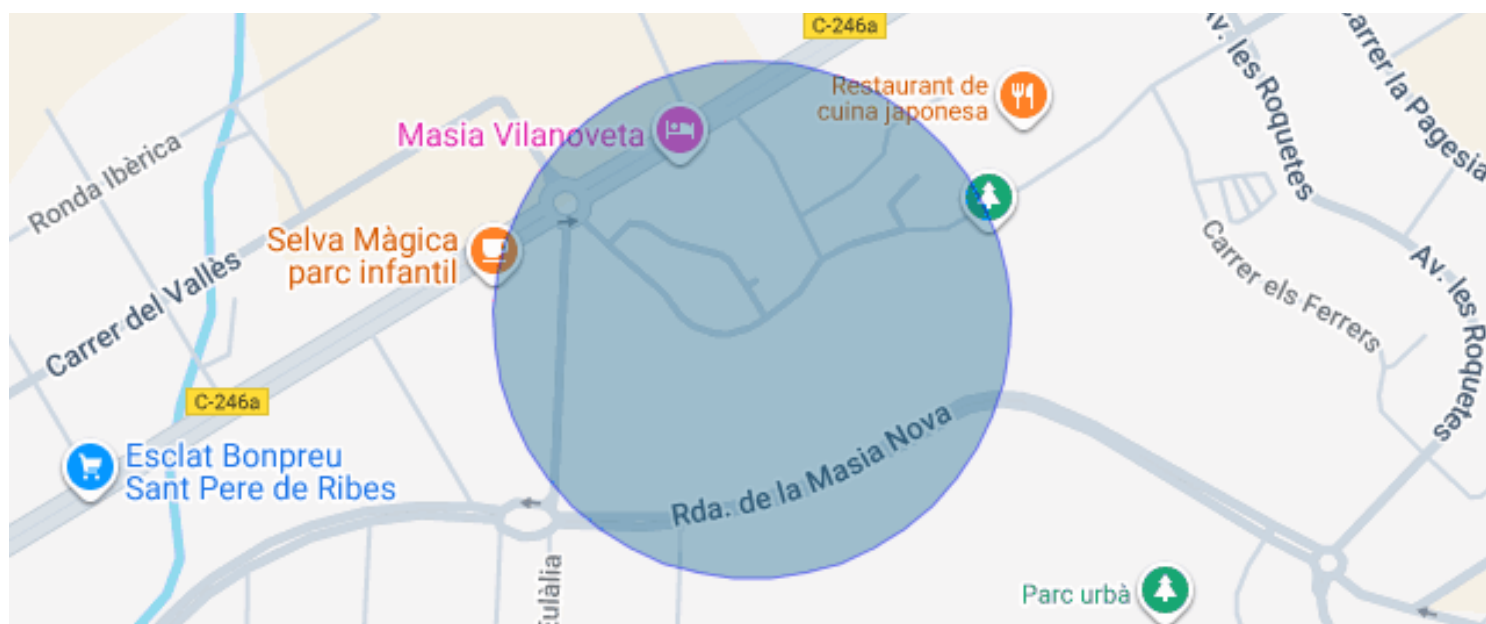 C-246a
Av. les Roquetes
Carrer la Pagesia
Restaurant de
cuina japonesa
Masia Vilanoveta
Ronda Ibèrica
Selva Màgica
parc infantil
Carrer del Vallès
Carrer els Ferrers
Av. les Roquetes
C-246a
Esclat Bonpreu
Sant Pere de Ribes
Rda. de la Masia Nova
Parc urbà